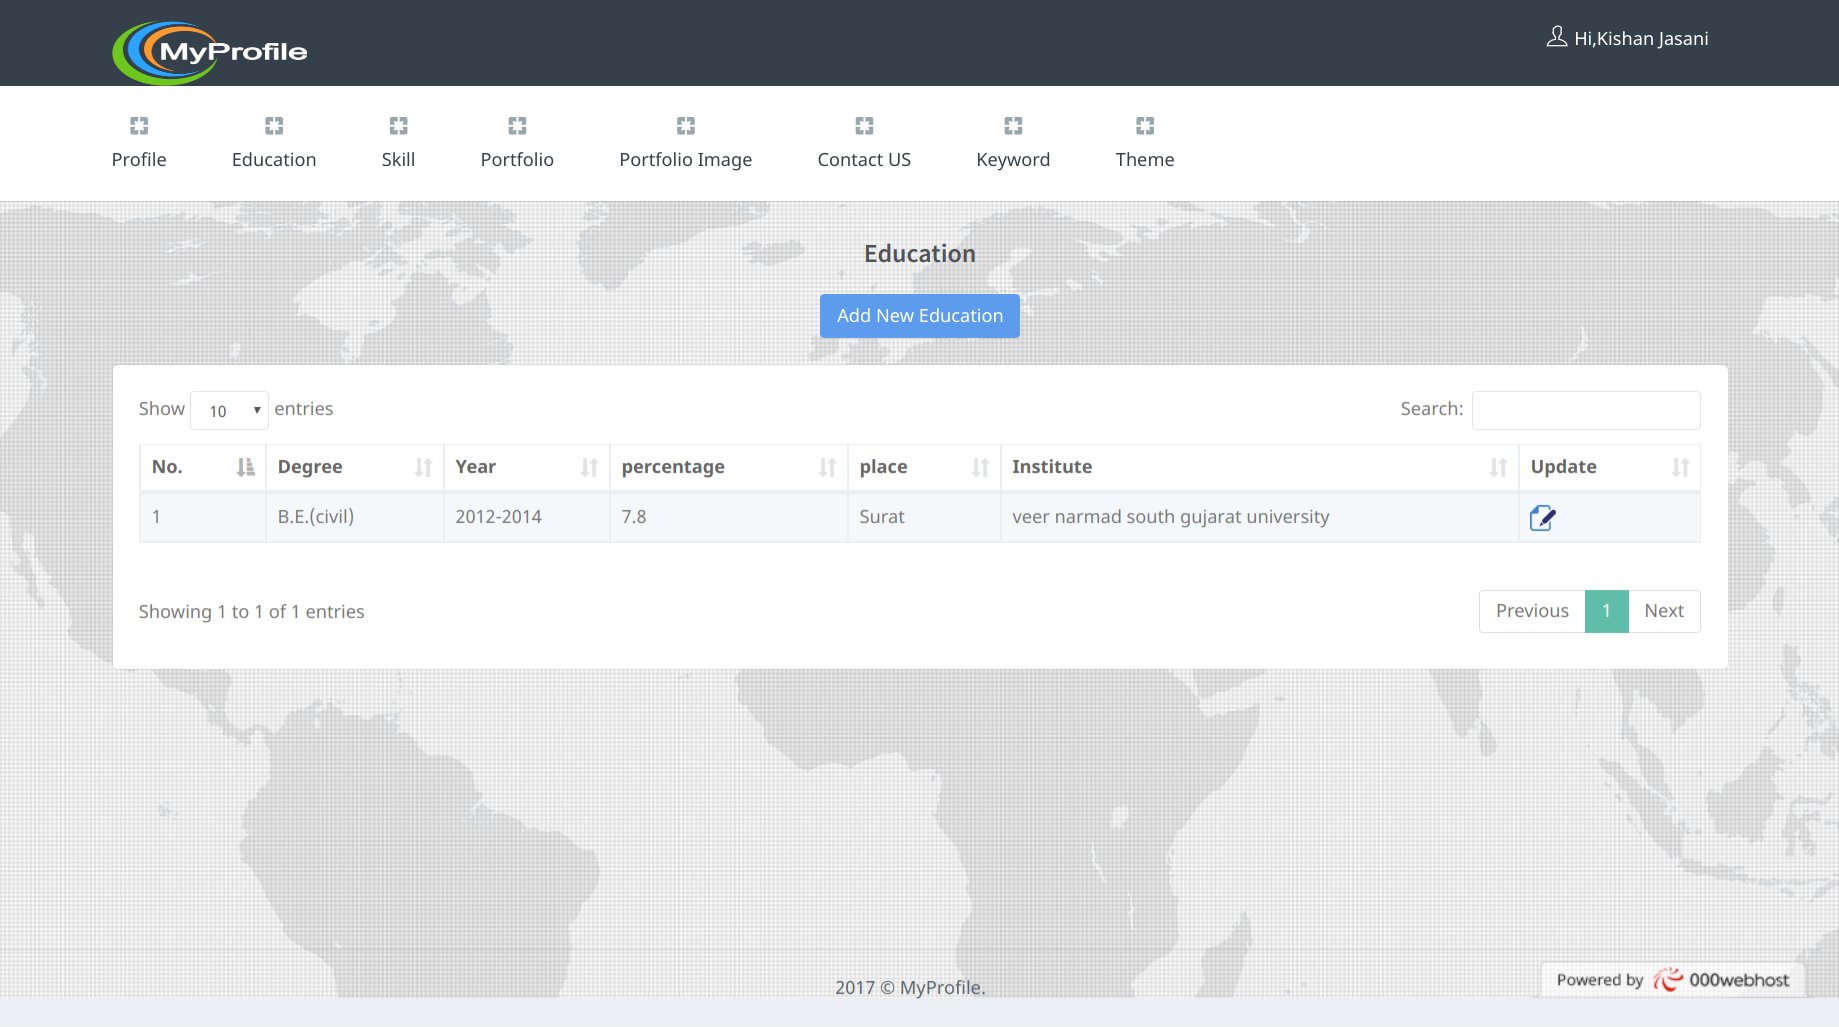 MyProfile
Hi,Kishan Jasani
Profile Education Skill Portfolio Portfolio Image Contact US Keyword Theme
Education
Add New Education
Show 10 entries Search:
No. Degree Year percentage place Institute Update
1 B.E.(civil) 2012-2014 7.8 Surat veer narmad south gujarat university
Showing 1 to 1 of 1 entries Previous 1 Next
2017 © MyProfile.
Powered by 000webhost